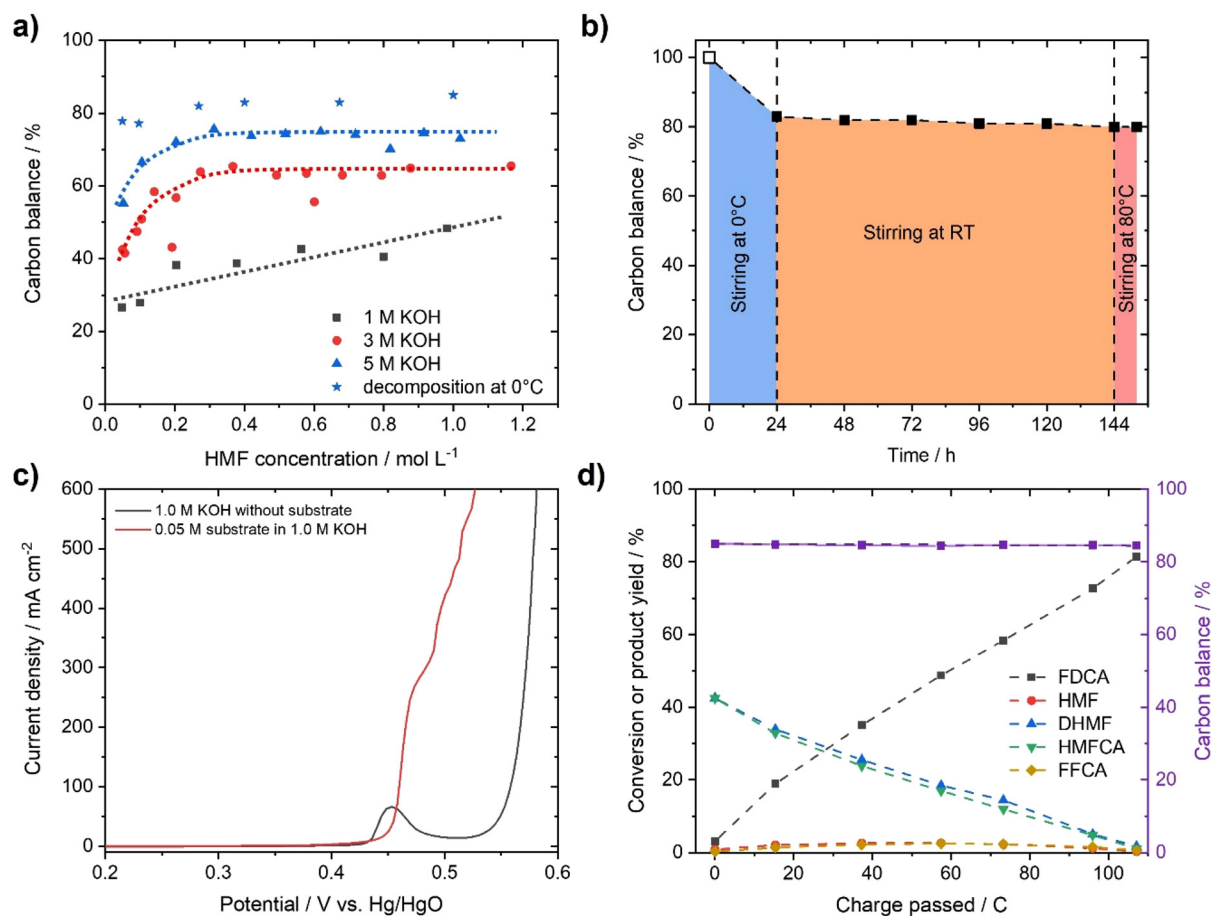 a)
100
80
60
40
20
0
Carbon balance / %
1 M KOH
3 M KOH
5 M KOH
decomposition at 0°C
0.0 0.2 0.4 0.6 0.8 1.0 1.2
HMF concentration / mol L⁻¹
b)
100
80
60
40
20
0
Carbon balance / %
Stirring at 0°C
Stirring at RT
Stirring at 80°C
0 24 48 72 96 120 144
Time / h
c)
600
500
400
300
200
100
0
Current density / mA cm⁻²
1.0 M KOH without substrate
0.05 M substrate in 1.0 M KOH
0.2 0.3 0.4 0.5 0.6
Potential / V vs. Hg/HgO
d)
100
80
60
40
20
0
Conversion or product yield / %
FDCA
HMF
DHMF
HMFCA
FFCA
100
80
60
40
20
0
Carbon balance / %
0 20 40 60 80 100
Charge passed / C